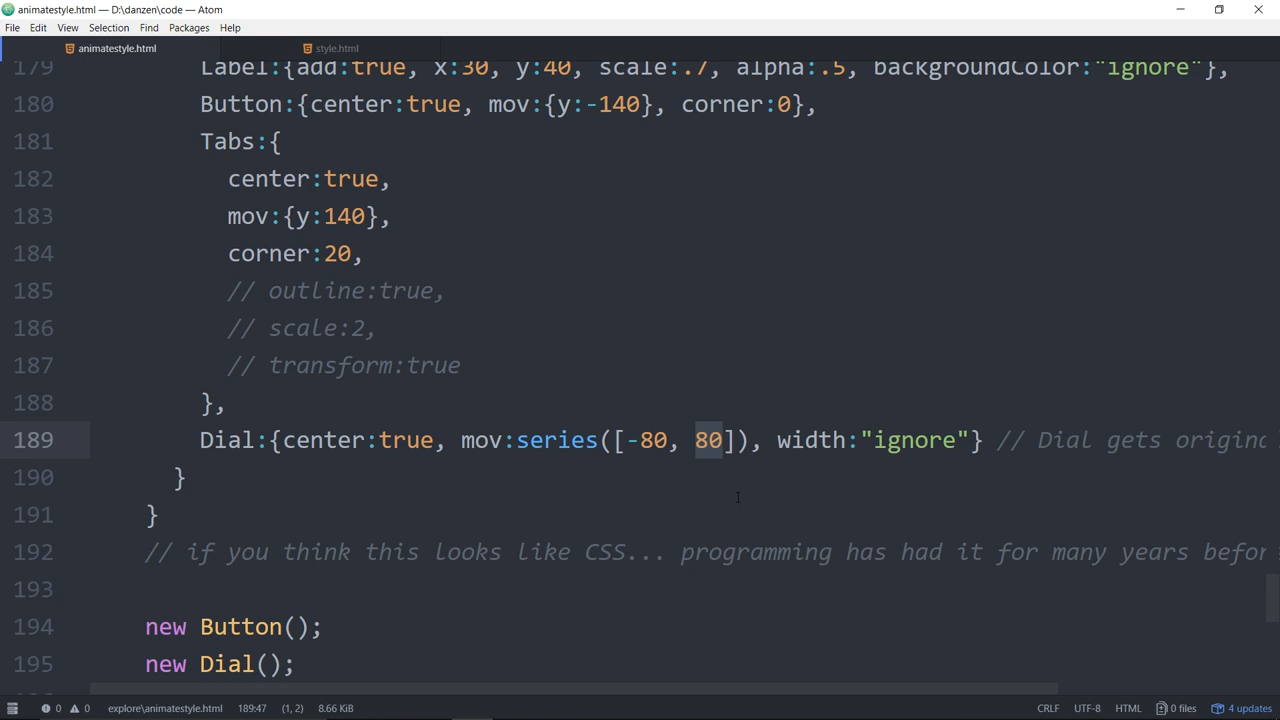 animatestyle.html — D:\danzen\code — Atom
File Edit View Selection Find Packages Help
animatestyle.html style.html
179 Label:{add:true, x:30, y:40, scale:.7, alpha:.5, backgroundColor:"ignore"},
180 Button:{center:true, mov:{y:-140}, corner:0},
181 Tabs:{
182 center:true,
183 mov:{y:140},
184 corner:20,
185 // outline:true,
186 // scale:2,
187 // transform:true
188 },
189 Dial:{center:true, mov:series([-80, 80]), width:"ignore"} // Dial gets origina
190 }
191 }
192 // if you think this looks like CSS... programming has had it for many years befor
193
194 new Button();
195 new Dial();
0 0 explore\animatestyle.html 189:47 (1, 2) 8.66 KiB CRLF UTF-8 HTML 0 files 4 updates